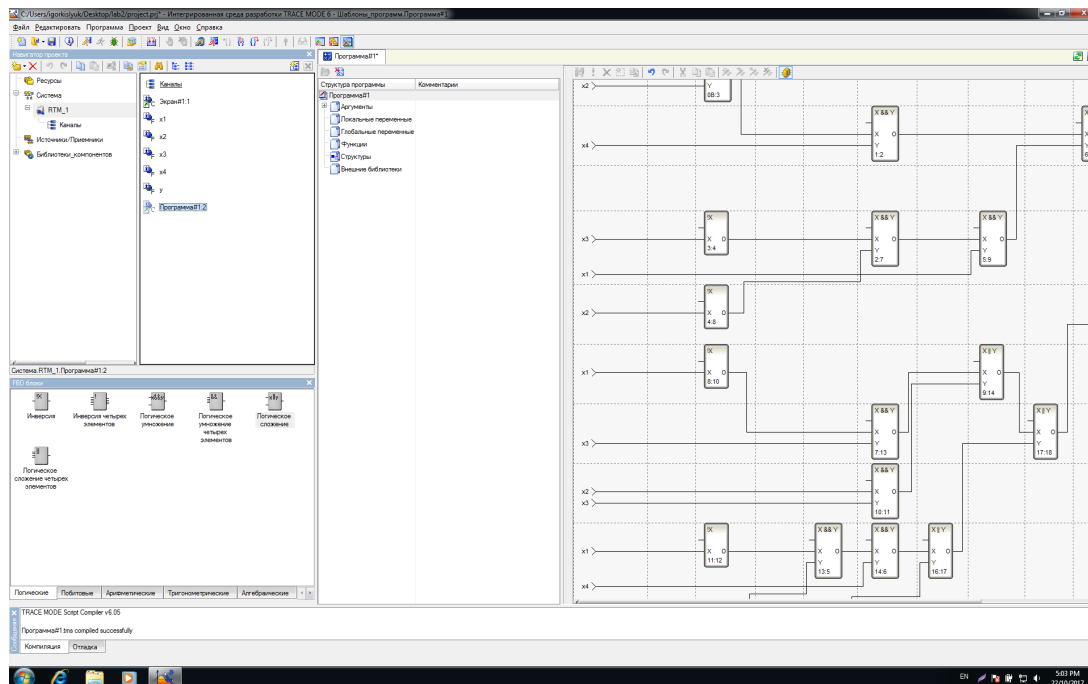 C:/Users/igorkislyuk/Desktop/lab2/project.prj* - Интегрированная среда разработки TRACE MODE 6 - Шаблоны_программ.Программа#1
Файл Редактировать Программа Проект Вид Окно Справка
Навигатор проекта
Ресурсы
Система
RTM_1
Каналы
Источники/Приемники
Библиотеки_компонентов
Каналы
Экран#1:1
x1
x2
x3
x4
y
Программа#1:2
Система.RTM_1.Программа#1:2
FBD блоки
Инверсия
Инверсия четырех элементов
Логическое умножение
Логическое умножение четырех элементов
Логическое сложение
Логическое сложение четырех элементов
Логические Побитовые Арифметические Тригонометрические Алгебраические
Программа#1*
Структура программы Комментарии
Программа#1
Аргументы
Локальные переменные
Глобальные переменные
Функции
Структуры
Внешние библиотеки
x2
Y
0B:3
X && Y
x4
X O
Y
1:2
6
!X
X && Y
X && Y
x3
X O
3:4
X O
Y
2:7
X O
Y
5:9
x1
!X
x2
X O
4:8
!X
X || Y
x1
X O
8:10
X O
Y
9:14
X && Y
X || Y
x3
X O
Y
7:13
X O
Y
17:18
X && Y
x2
x3
X O
Y
10:11
!X
X && Y
X && Y
X || Y
x1
X O
11:12
X O
Y
13:5
X O
Y
14:6
X O
Y
16:17
x4
TRACE MODE Script Compiler v6.05
Программа#1.tms compiled successfully
Компиляция Отладка
EN
5:03 PM
22/10/2017